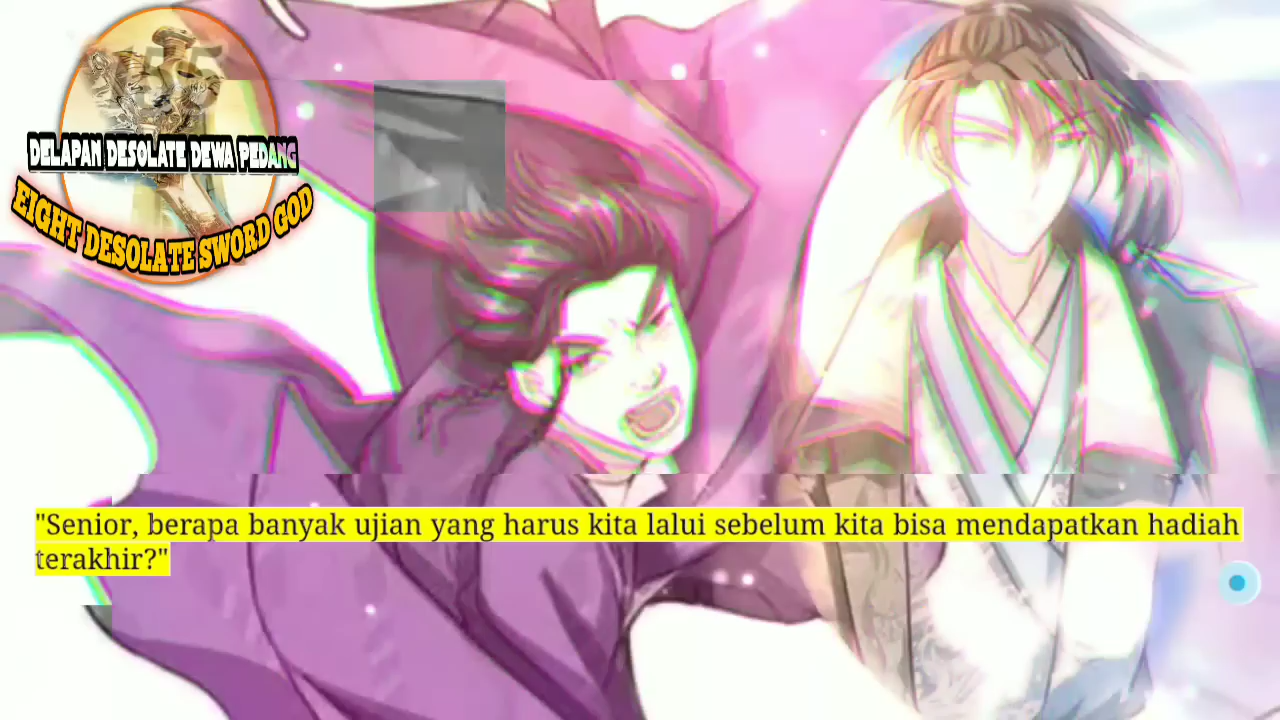 155
DELAPAN DESOLATE DEWA PEDANG
EIGHT DESOLATE SWORD GOD
"Senior, berapa banyak ujian yang harus kita lalui sebelum kita bisa mendapatkan hadiah
terakhir?"